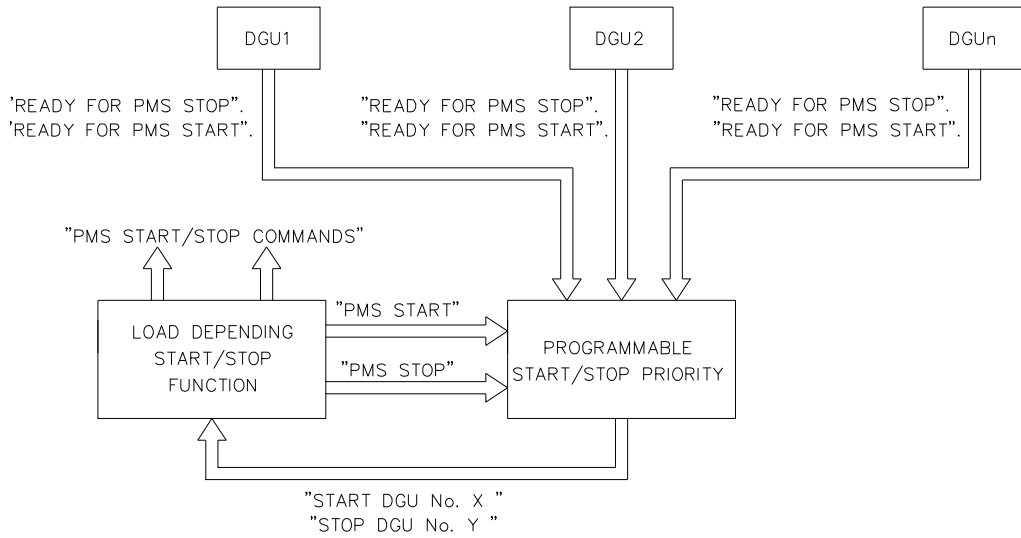 DGU1
DGU2
DGUn
'READY FOR PMS STOP".
'READY FOR PMS START".
"READY FOR PMS STOP".
"READY FOR PMS START".
"READY FOR PMS STOP".
"READY FOR PMS START".
"PMS START/STOP COMMANDS"
LOAD DEPENDING
START/STOP
FUNCTION
"PMS START"
"PMS STOP"
PROGRAMMABLE
START/STOP PRIORITY
"START DGU No. X "
"STOP DGU No. Y "